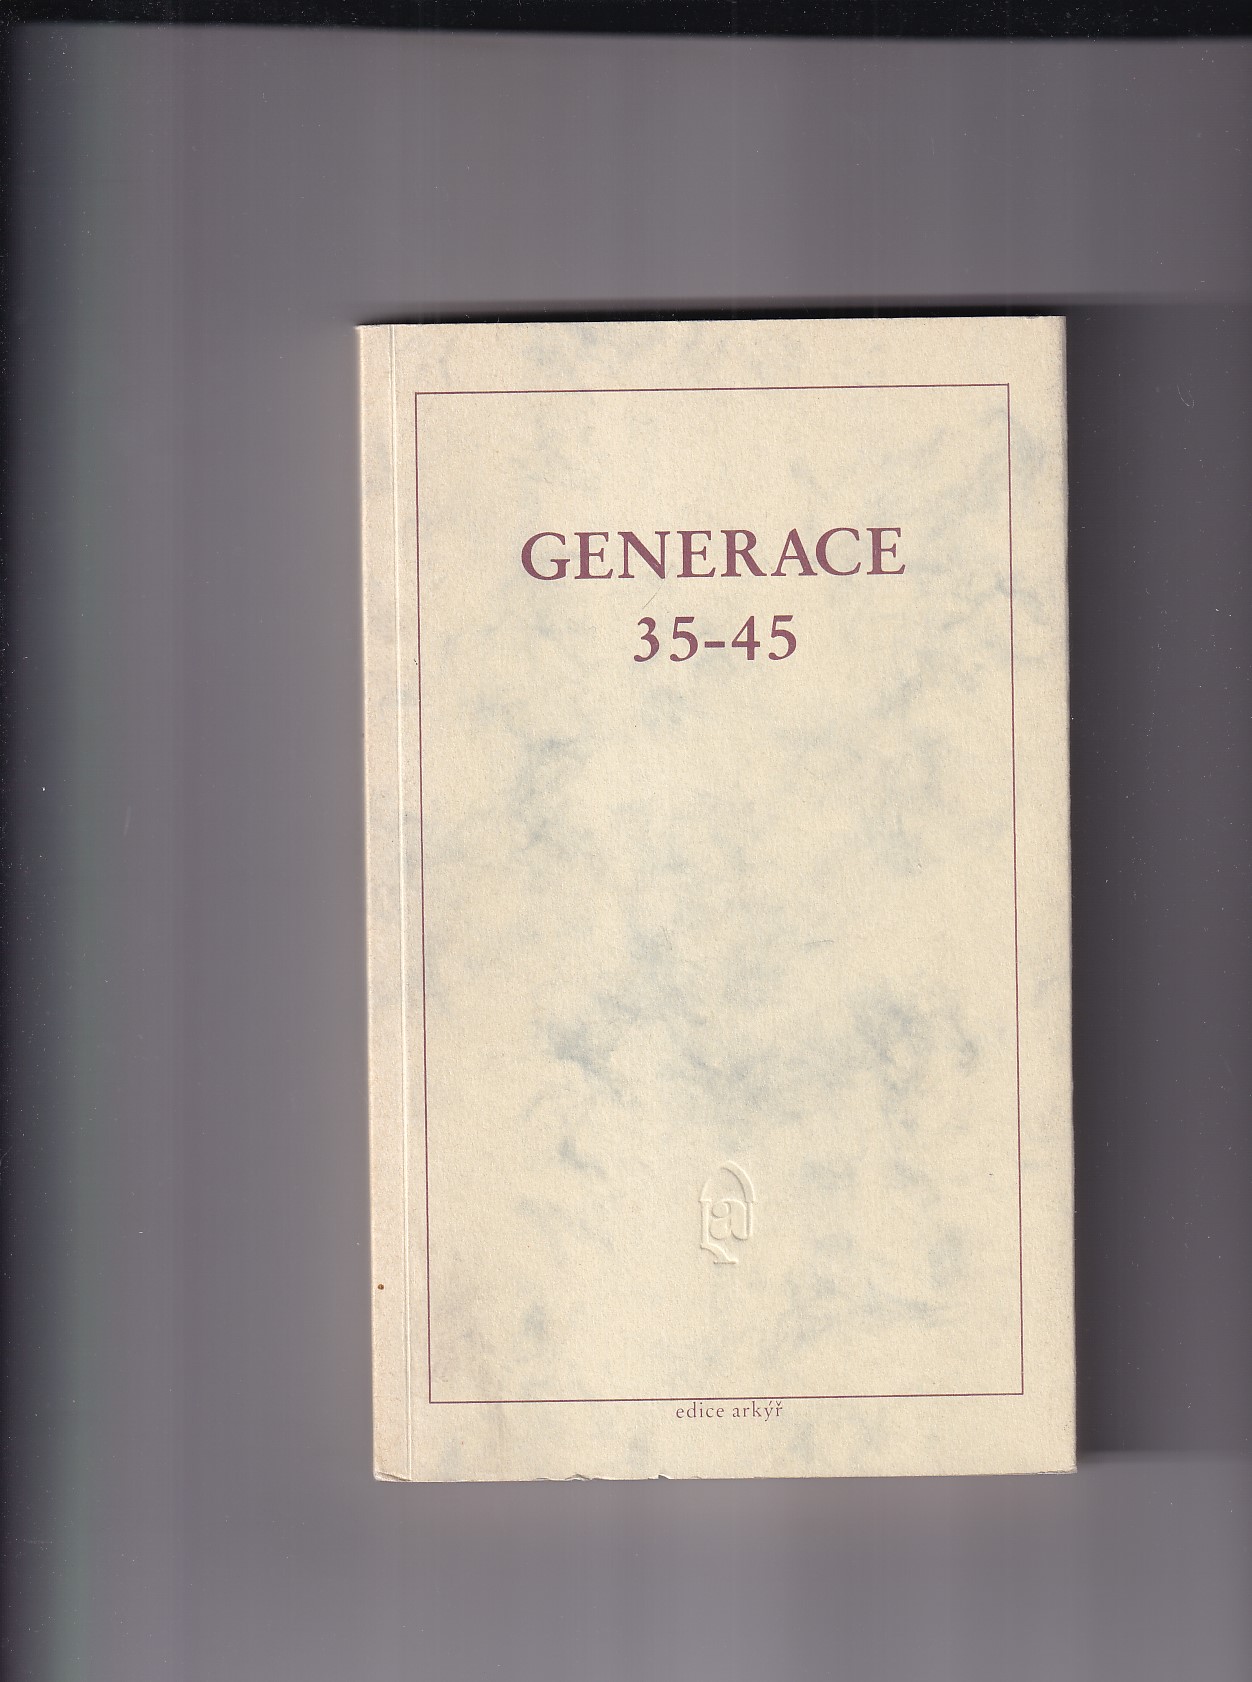 GENERACE
35-45
a
edice arkýř